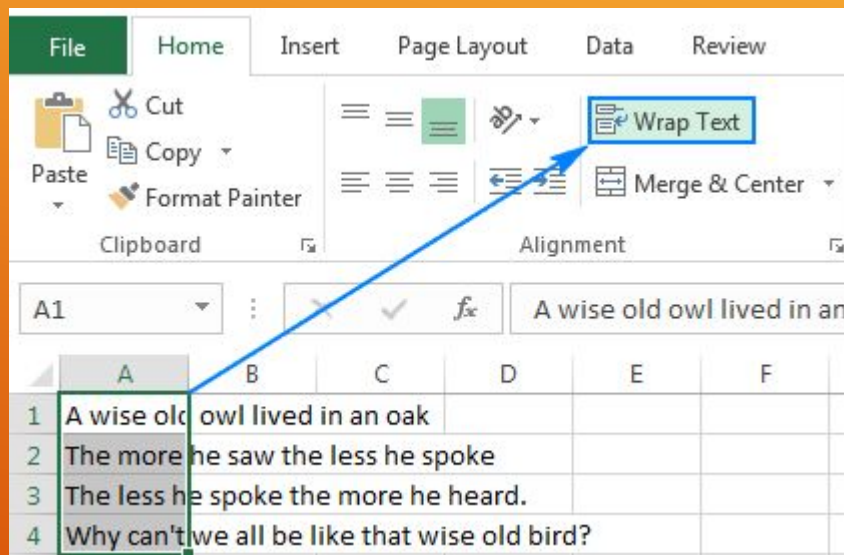 File Home Insert Page Layout Data Review
Cut
Copy
Paste
Format Painter
Wrap Text
Merge & Center
Clipboard Alignment
A1 fx A wise old owl lived in an
A B C D E F
1 A wise old owl lived in an oak
2 The more he saw the less he spoke
3 The less he spoke the more he heard.
4 Why can't we all be like that wise old bird?